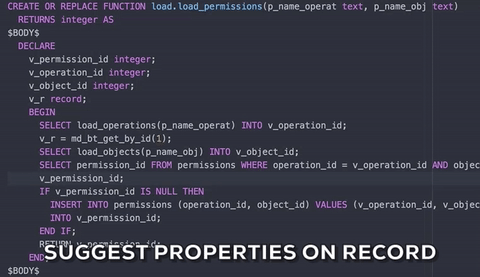 CREATE OR REPLACE FUNCTION load.load_permissions(p_name_operat text, p_name_obj text)
RETURNS integer AS
$BODY$
DECLARE
v_permission_id integer;
v_operation_id integer;
v_object_id integer;
v_r record;
BEGIN
SELECT load_operations(p_name_operat) INTO v_operation_id;
v_r = md_bt_get_by_id(1);
SELECT load_objects(p_name_obj) INTO v_object_id;
SELECT permission_id FROM permissions WHERE operation_id = v_operation_id AND objec
v_permission_id;
IF v_permission_id IS NULL THEN
INSERT INTO permissions (operation_id, object_id) VALUES (v_operation_id, v_objec
INTO v_permission_id;
END IF;
RETURN v_permission_id;
SUGGEST PROPERTIES ON RECORD
END;
$BODY$